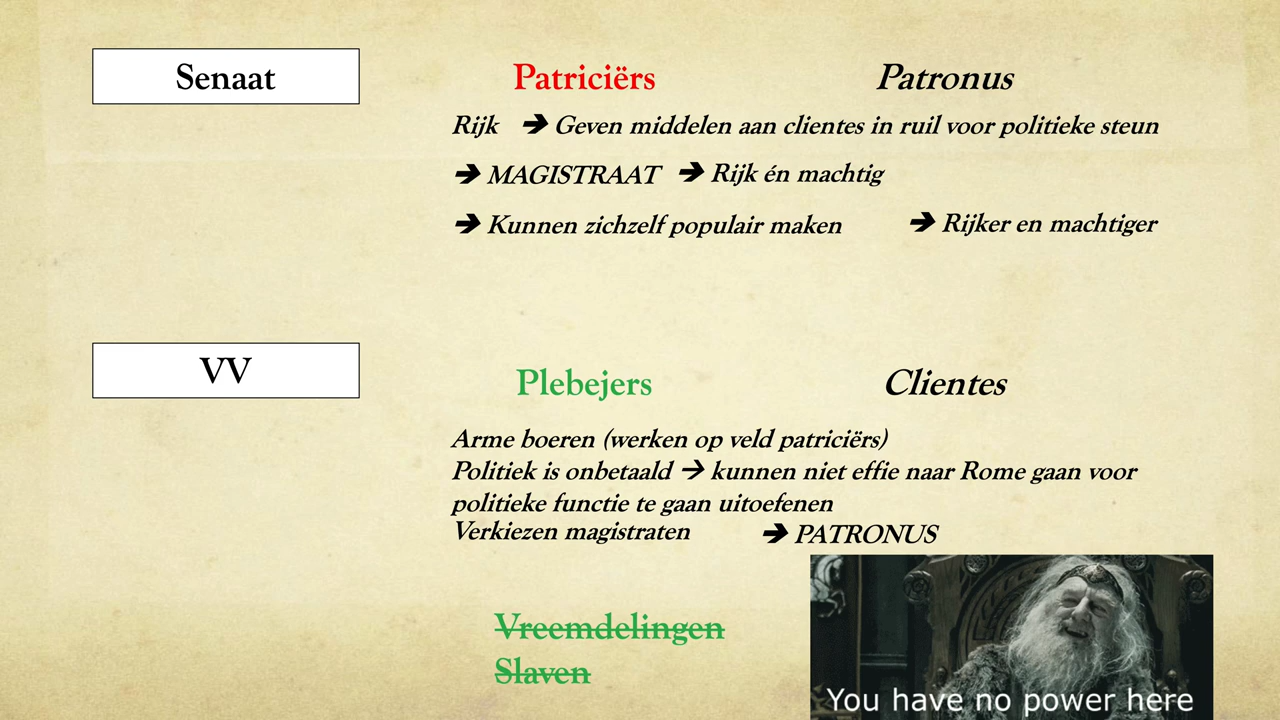 Senaat
Patriciërs
Patronus
Rijk ➔ Geven middelen aan clientes in ruil voor politieke steun
➔ MAGISTRAAT ➔ Rijk én machtig
➔ Kunnen zichzelf populair maken ➔ Rijker en machtiger
VV
Plebejers
Clientes
Arme boeren (werken op veld patriciërs)
Politiek is onbetaald → kunnen niet effie naar Rome gaan voor
politieke functie te gaan uitoefenen
Verkiezen magistraten ➔ PATRONUS
Vreemdelingen
Slaven
You have no power here